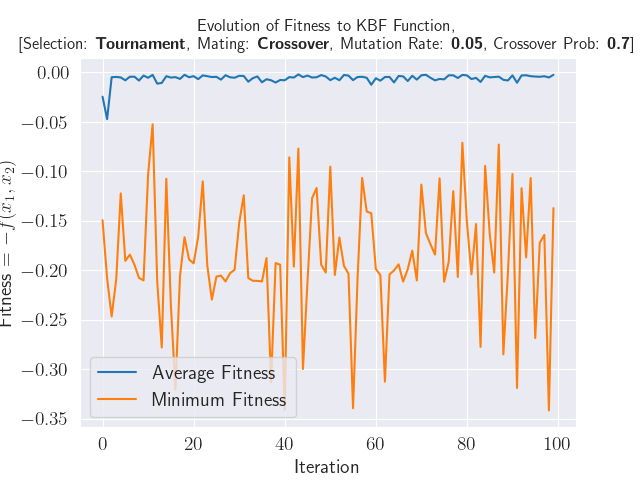 Evolution of Fitness to KBF Function,
[Selection: Tournament, Mating: Crossover, Mutation Rate: 0.05, Crossover Prob: 0.7]
0.00
−0.05
−0.10
−0.15
−0.20
−0.25
−0.30
−0.35
Fitness = −f(x₁, x₂)
Average Fitness
Minimum Fitness
0 20 40 60 80 100
Iteration